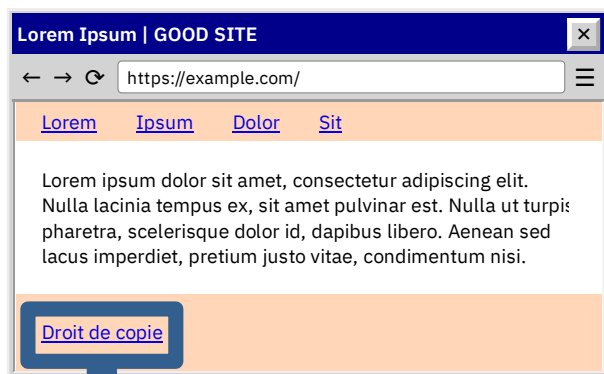 Lorem Ipsum | GOOD SITE
https://example.com/
Lorem Ipsum Dolor Sit
Lorem ipsum dolor sit amet, consectetur adipiscing elit.
Nulla lacinia tempus ex, sit amet pulvinar est. Nulla ut turpis
pharetra, scelerisque dolor id, dapibus libero. Aenean sed
lacus imperdiet, pretium justo vitae, condimentum nisi.
Droit de copie